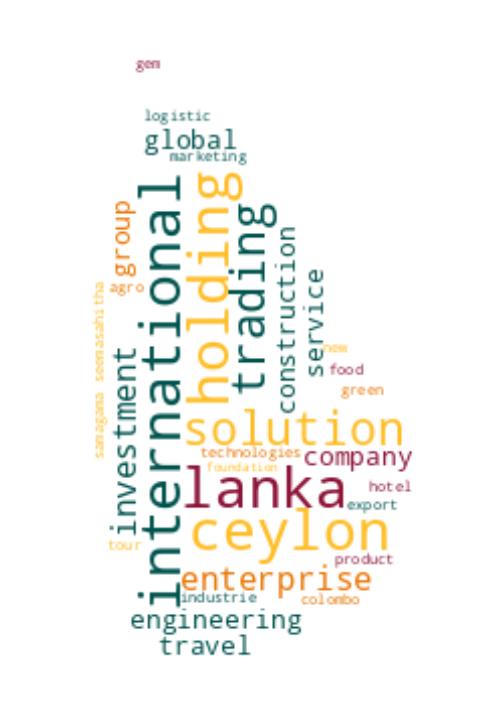 gem
logistic
global
marketing
international
holding
trading
group
construction
service
agro
samagana seemasahitha
investment
new
food
green
solution
technologies
company
foundation
lanka
hotel
export
ceylon
tour
product
enterprise
industrie
colombo
engineering
travel